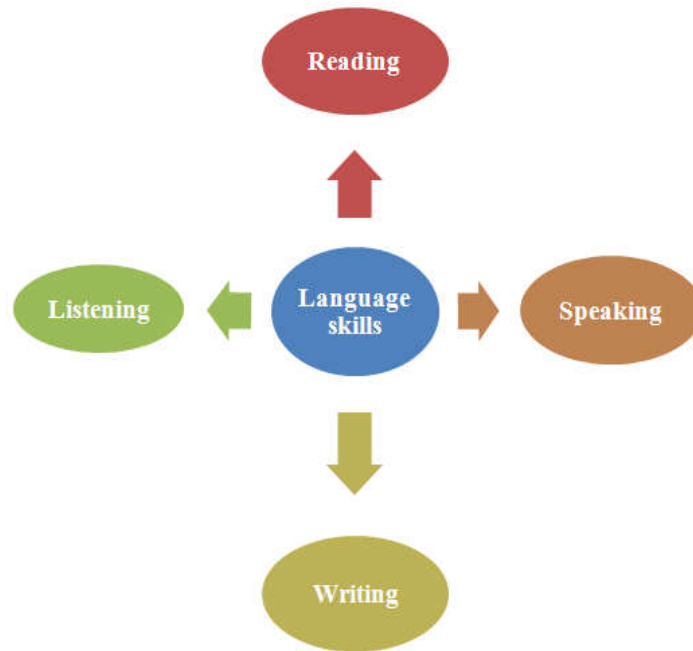 Reading
Listening
Language
skills
Speaking
Writing